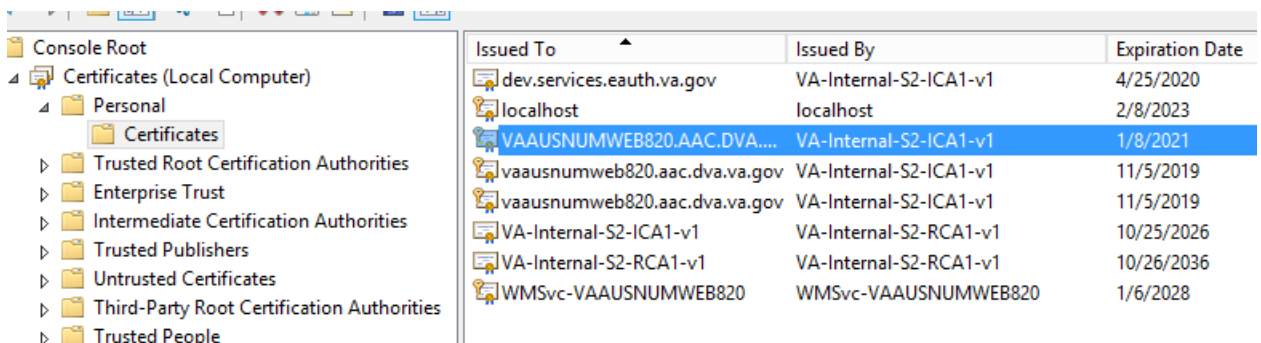 Console Root
Certificates (Local Computer)
Personal
Certificates
Trusted Root Certification Authorities
Enterprise Trust
Intermediate Certification Authorities
Trusted Publishers
Untrusted Certificates
Third-Party Root Certification Authorities
Trusted People
Issued To Issued By Expiration Date
dev.services.eauth.va.gov VA-Internal-S2-ICA1-v1 4/25/2020
localhost localhost 2/8/2023
VAAUSNUMWEB820.AAC.DVA.... VA-Internal-S2-ICA1-v1 1/8/2021
vaausnumweb820.aac.dva.va.gov VA-Internal-S2-ICA1-v1 11/5/2019
vaausnumweb820.aac.dva.va.gov VA-Internal-S2-ICA1-v1 11/5/2019
VA-Internal-S2-ICA1-v1 VA-Internal-S2-RCA1-v1 10/25/2026
VA-Internal-S2-RCA1-v1 VA-Internal-S2-RCA1-v1 10/26/2036
WMSvc-VAAUSNUMWEB820 WMSvc-VAAUSNUMWEB820 1/6/2028